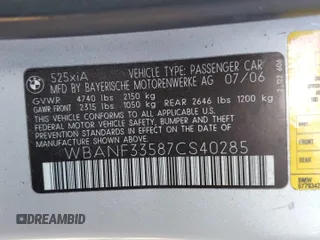 525xiA VEHICLE TYPE: PASSENGER CAR
MFD BY BAYERISCHE MOTORENWERKE AG 07/06
GVWR 4740 lbs 2150 kg
GAWR FRONT 2315 lbs 1050 kg REAR 2646 lbs 1200 kg
THIS VEHICLE CONFORMS TO ALL APPLICABLE FEDERAL
MOTOR VEHICLE SAFETY, BUMPER, AND THEFT PREVENTION
STANDARDS IN EFFECT ON THE DATE OF
MANUFACTURE SHOWN ABOVE.
WBANF33587CS40285
BMW
DREAMBID